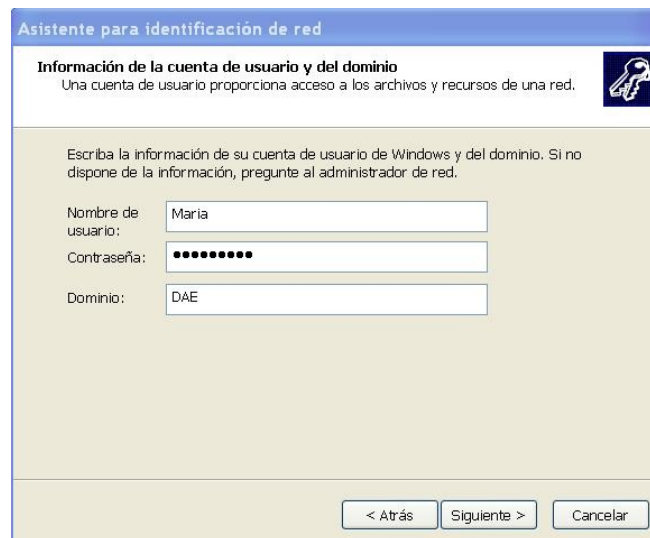 Asistente para identificación de red
Información de la cuenta de usuario y del dominio
Una cuenta de usuario proporciona acceso a los archivos y recursos de una red.
Escriba la información de su cuenta de usuario de Windows y del dominio. Si no
dispone de la información, pregunte al administrador de red.
Nombre de
usuario:
Maria
Contraseña:
●●●●●●●●●
Dominio:
DAE
< Atrás
Siguiente >
Cancelar